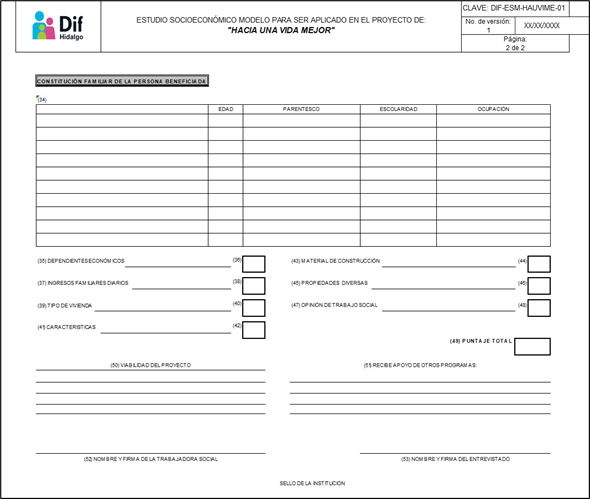 Dif
Hidalgo
ESTUDIO SOCIOECONÓMICO MODELO PARA SER APLICADO EN EL PROYECTO DE:
"HACIA UNA VIDA MEJOR"
CLAVE: DIF-ESM-HAUVIME-01
No. de versión:
1
XX/XX/XXXX
Página:
2 de 2
CONSTITUCIÓN FAMILIAR DE LA PERSONA BENEFICIADA
(34)
EDAD PARENTESCO ESCOLARIDAD OCUPACIÓN
(35) DEPENDIENTES ECONÓMICOS (36) (43) MATERIAL DE CONSTRUCCIÓN (44)
(37) INGRESOS FAMILIARES DIARIOS (38) (45) PROPIEDADES DIVERSAS (46)
(39) TIPO DE VIVIENDA (40) (47) OPINIÓN DE TRABAJO SOCIAL (48)
(41) CARACTERISTICAS (42)
(49) PUNTAJE TOTAL
(50) VIABILIDAD DEL PROYECTO (51) RECIBE APOYO DE OTROS PROGRAMAS:
(52) NOMBRE Y FIRMA DE LA TRABAJADORA SOCIAL (53) NOMBRE Y FIRMA DEL ENTREVISTADO
SELLO DE LA INSTITUCIÓN